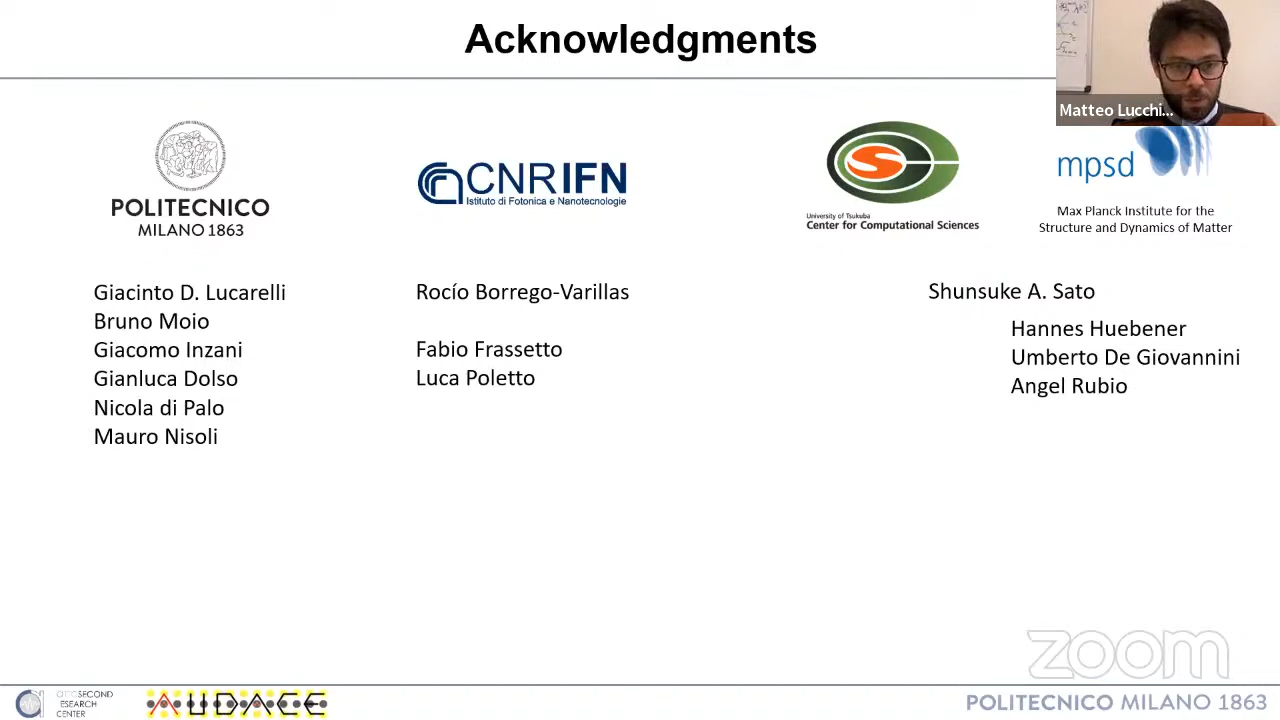 Acknowledgments
Matteo Lucchi...
POLITECNICO
MILANO 1863
CNRIFN
Istituto di Fotonica e Nanotecnologie
University of Tsukuba
Center for Computational Sciences
mpsd
Max Planck Institute for the
Structure and Dynamics of Matter
Giacinto D. Lucarelli
Bruno Moio
Giacomo Inzani
Gianluca Dolso
Nicola di Palo
Mauro Nisoli
Rocío Borrego-Varillas
Fabio Frassetto
Luca Poletto
Shunsuke A. Sato
Hannes Huebener
Umberto De Giovannini
Angel Rubio
zoom
CENTER
AUDACE
POLITECNICO MILANO 1863